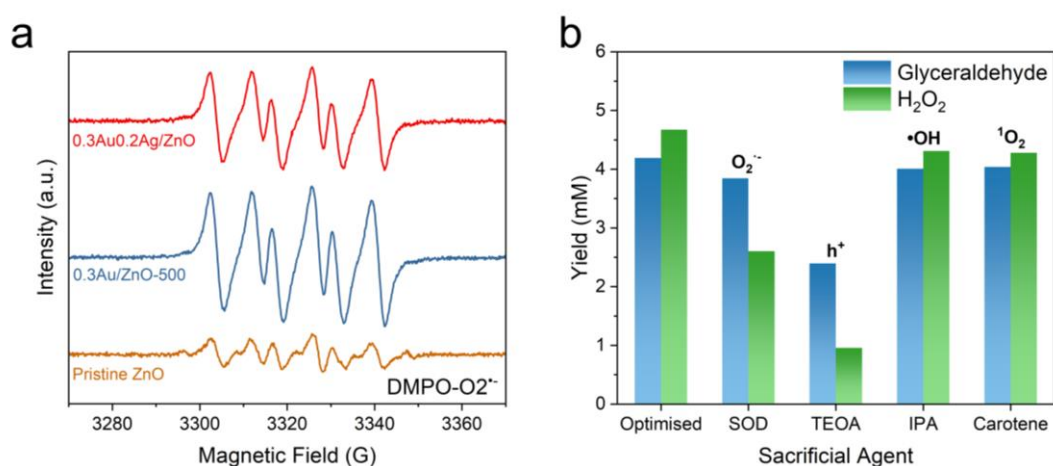 a
Intensity (a.u.)
0.3Au0.2Ag/ZnO
0.3Au/ZnO-500
Pristine ZnO
DMPO-O2•-
3280 3300 3320 3340 3360
Magnetic Field (G)
b
Yield (mM)
6
5
4
3
2
1
0
Glyceraldehyde
H₂O₂
O₂•-
h⁺
•OH
¹O₂
Optimised SOD TEOA IPA Carotene
Sacrificial Agent